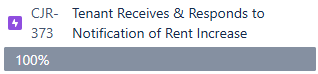 CJR-373 Tenant Receives & Responds to Notification of Rent Increase
100%